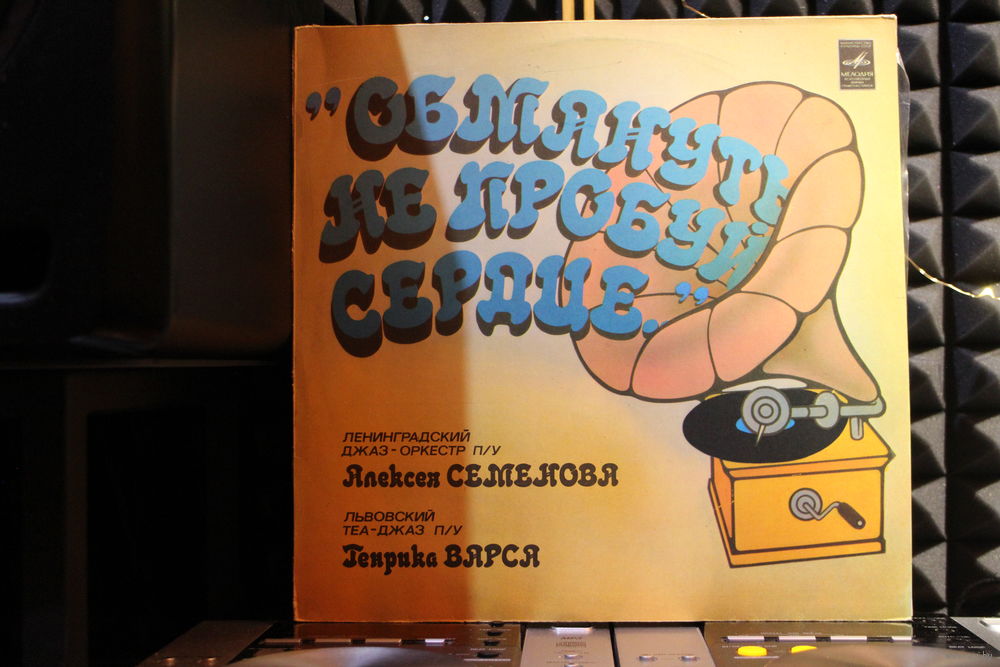 "ОБМАНУТЬ
НЕ ПРОБУЙ
СЕРДЦЕ."
МЕЛОДИЯ
ЛЕНИНГРАДСКИЙ
ДЖАЗ-ОРКЕСТР П/У
Алексея СЕМЕНОВА
ЛЬВОВСКИЙ
ТЕА-ДЖАЗ П/У
Генрика ВАРСА